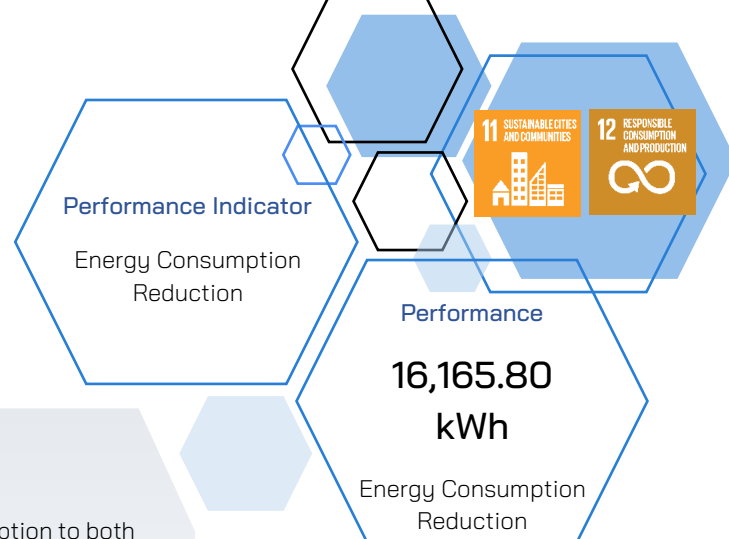 11 SUSTAINABLE CITIES
AND COMMUNITIES
12 RESPONSIBLE
CONSUMPTION
AND PRODUCTION
Performance Indicator
Energy Consumption
Reduction
Performance
16,165.80
kWh
Energy Consumption
Reduction
to both